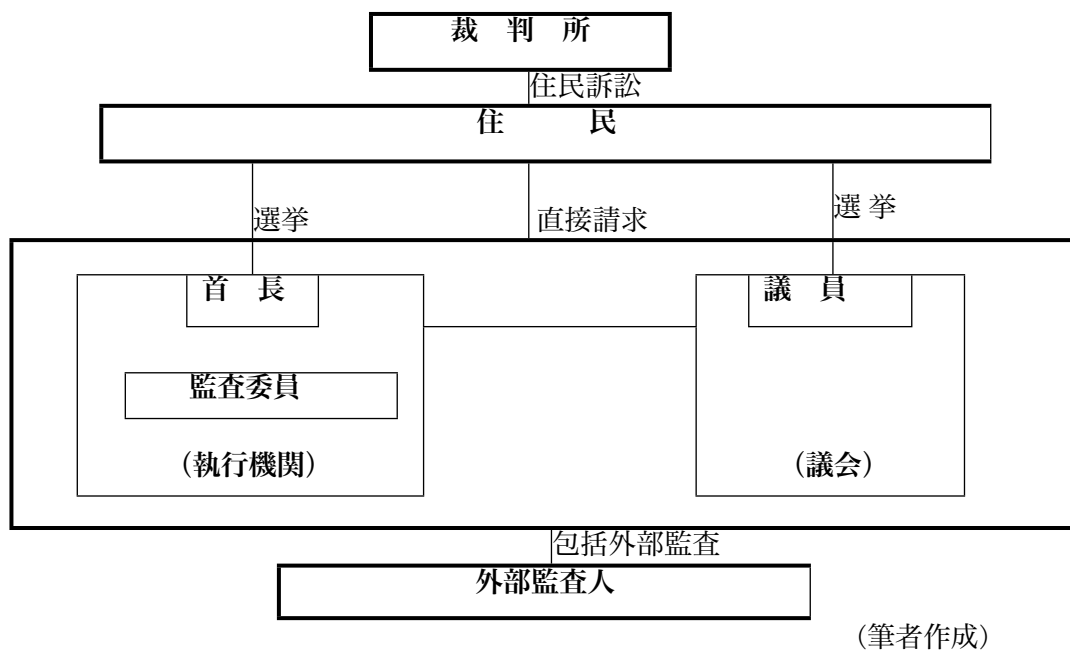 裁　判　所
住民訴訟
住　　　民
選挙
直接請求
選 挙
首　長
議　員
監査委員
（執行機関）
（議会）
包括外部監査
外部監査人
（筆者作成）